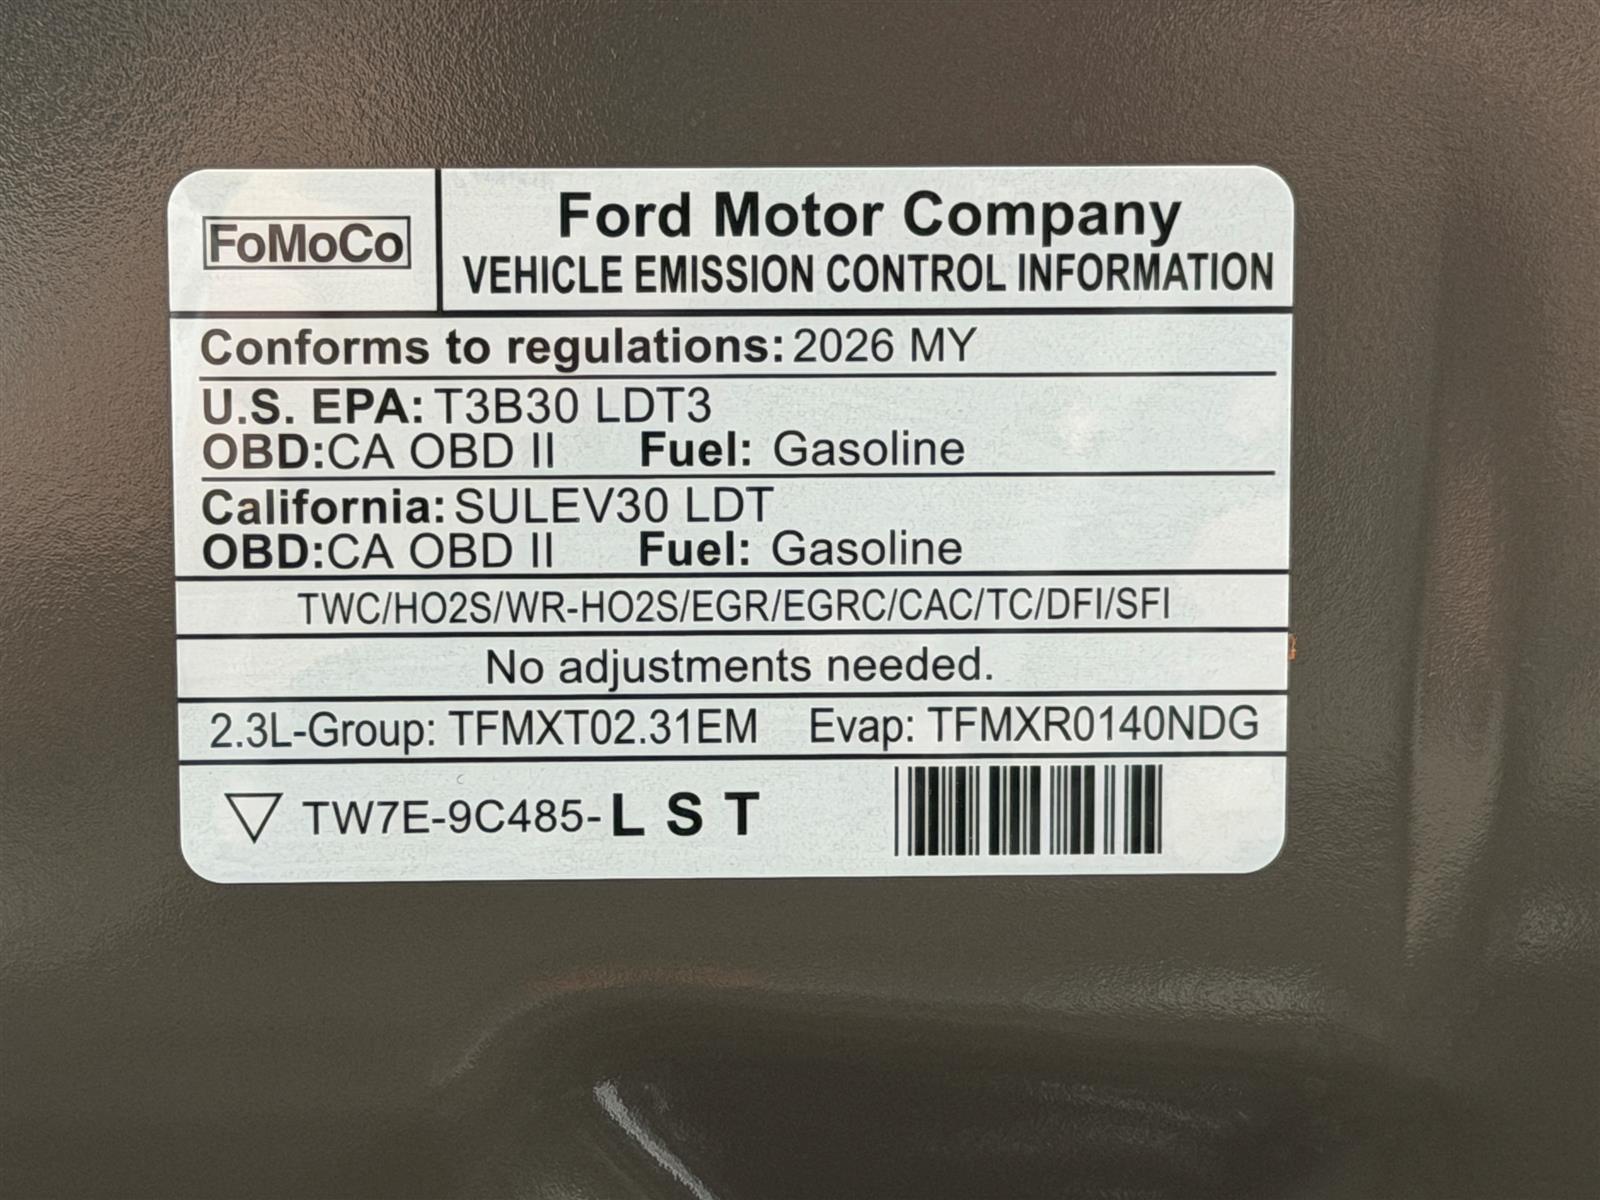 FoMoCo
Ford Motor Company
VEHICLE EMISSION CONTROL INFORMATION
Conforms to regulations: 2026 MY
U.S. EPA: T3B30 LDT3
OBD:CA OBD II Fuel: Gasoline
California: SULEV30 LDT
OBD:CA OBD II Fuel: Gasoline
TWC/HO2S/WR-HO2S/EGR/EGRC/CAC/TC/DFI/SFI
No adjustments needed.
2.3L-Group: TFMXT02.31EM Evap: TFMXR0140NDG
TW7E-9C485-L S T